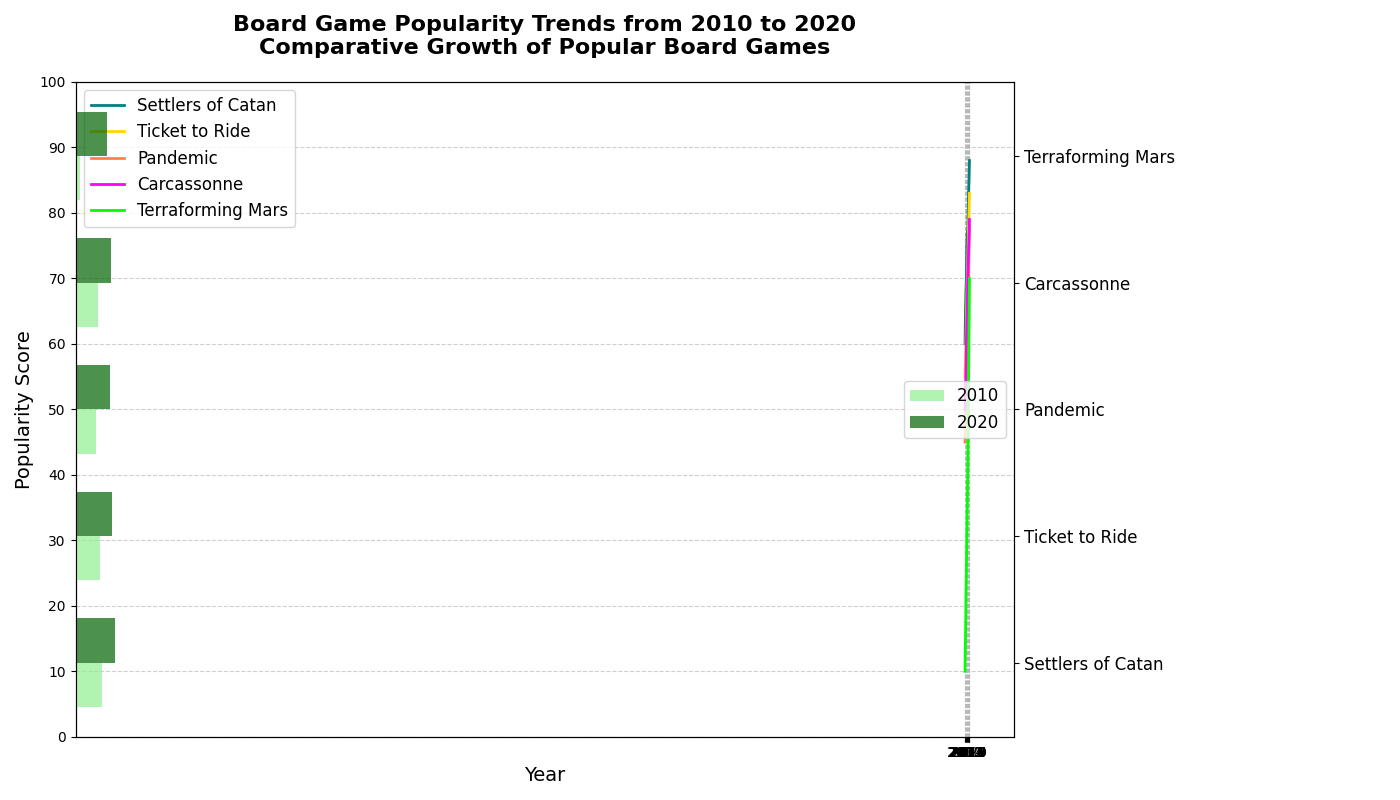 Board Game Popularity Trends from 2010 to 2020
Comparative Growth of Popular Board Games
100
90
80
70
60
50
40
30
20
10
0
Popularity Score
Settlers of Catan
Ticket to Ride
Pandemic
Carcassonne
Terraforming Mars
2010
2020
Terraforming Mars
Carcassonne
Pandemic
Ticket to Ride
Settlers of Catan
Year